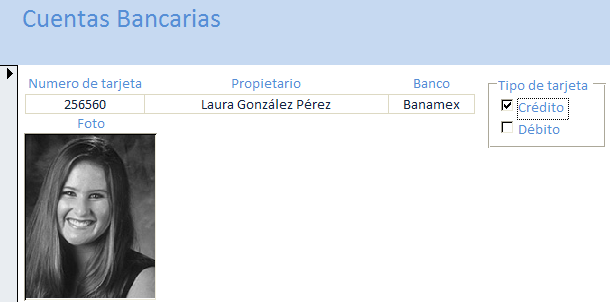 Cuentas Bancarias
Numero de tarjeta Propietario Banco Tipo de tarjeta
256560 Laura González Pérez Banamex Crédito
Foto Débito